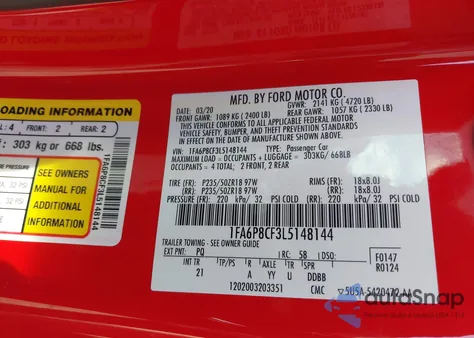 LOADING INFORMATION
: 4 FRONT: 2 REAR: 2
: 303 kg or 668 lbs.
SEE OWNERS
MANUAL
FOR
ADDITIONAL
INFORMATION
32 PSI
1FA6P8CF3L5148144
MFD. BY FORD MOTOR CO.
03/20 GVWR: 2141 KG (4720 LB)
FRONT GAWR: 1089 KG (2400 LB) REAR GAWR: 1057 KG (2330 LB)
THIS VEHICLE CONFORMS TO ALL APPLICABLE FEDERAL MOTOR
VEHICLE SAFETY, BUMPER, AND THEFT PREVENTION STANDARDS
IN EFFECT ON THE DATE OF MANUFACTURE SHOWN ABOVE.
VIN: 1FA6P8CF3L5148144 TYPE: Passenger Car
MAXIMUM LOAD = OCCUPANTS + LUGGAGE = 303KG/ 668LB
OCCUPANTS = 4 TOTAL: 2 FRONT, 2 REAR
TIRE (FR): P235/50ZR18 97W RIMS (FR): 18x8.0J
TIRE (RR): P235/50ZR18 97W RIMS (RR): 18x8.0J
PRESSURE (FR): 220 kPa/ 32 PSI COLD (RR): 220 kPa/ 32 PSI COLD
1FA6P8CF3L5148144
TRAILER TOWING - SEE OWNER GUIDE
EXT PNT: PQ RC: 58 F0147
INT TR TP/PS R AXLE TR R0124
21 A YY U DDBB
1202003203351 CMC
autoSnap